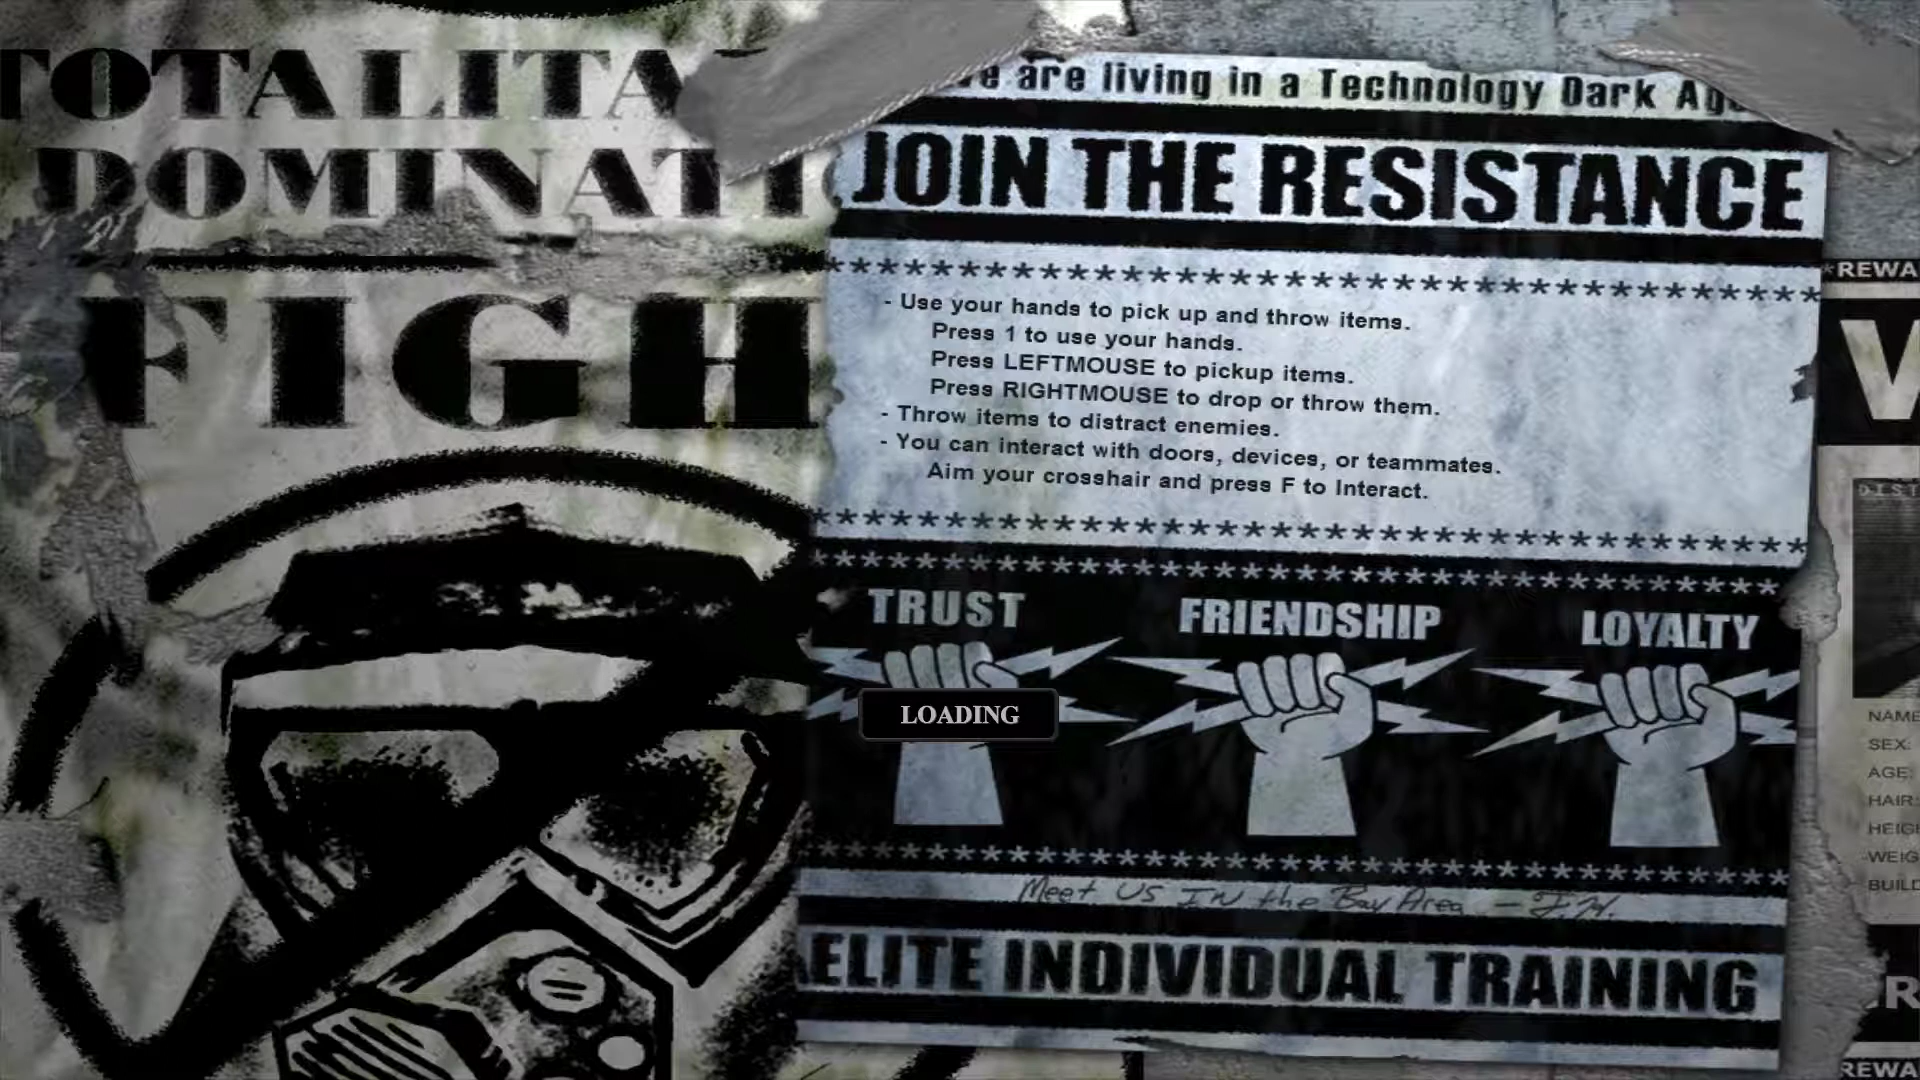 TOTALITA
DOMINATI
FIGH
e are living in a Technology Dark Ag
JOIN THE RESISTANCE
- Use your hands to pick up and throw items.
Press 1 to use your hands.
Press LEFTMOUSE to pickup items.
Press RIGHTMOUSE to drop or throw them.
- Throw items to distract enemies.
- You can interact with doors, devices, or teammates.
Aim your crosshair and press F to Interact.
TRUST FRIENDSHIP LOYALTY
LOADING
Meet US IN the Bay Area - J.H.
ELITE INDIVIDUAL TRAINING
*REWA
V
DIST
NAME
SEX:
AGE:
HAIR:
HEIG
WEIG
BUILD
R
REWA